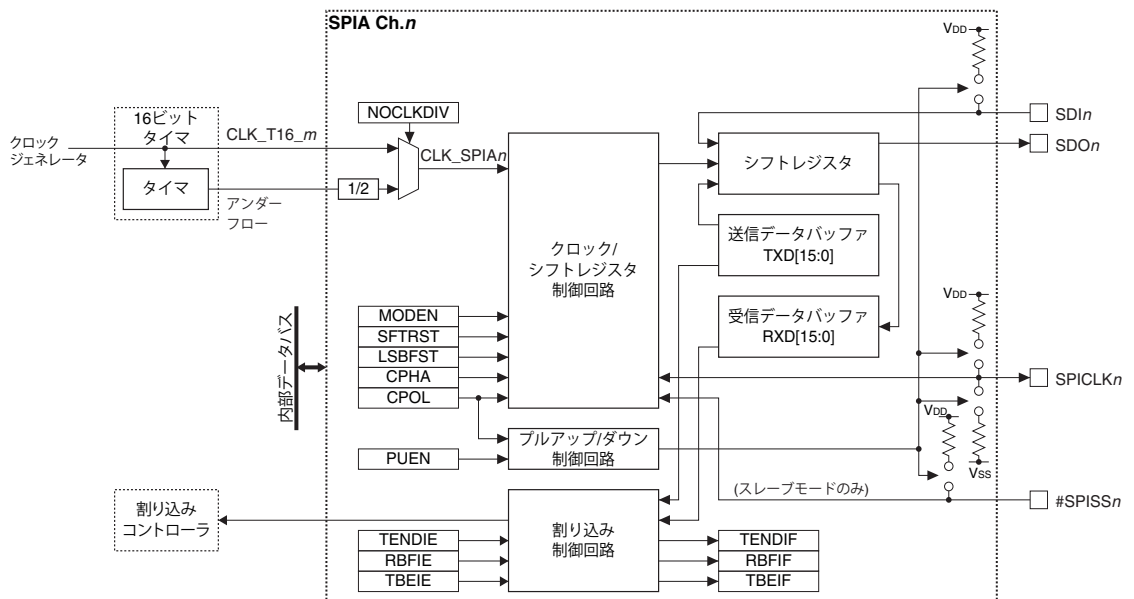 SPIA Ch.n
VDD
16ビット
タイマ
クロック
ジェネレータ
CLK_T16_m
タイマ
アンダー
フロー
1/2
NOCLKDIV
CLK_SPIAn
クロック/
シフトレジスタ
制御回路
シフトレジスタ
送信データバッファ
TXD[15:0]
受信データバッファ
RXD[15:0]
SDIn
SDOn
内部データバス
MODEN
SFTRST
LSBFST
CPHA
CPOL
PUEN
プルアップ/ダウン
制御回路
VDD
SPICLKn
VDD
VSS
(スレーブモードのみ)
#SPISSn
割り込み
コントローラ
TENDIE
RBFIE
TBEIE
割り込み
制御回路
TENDIF
RBFIF
TBEIF